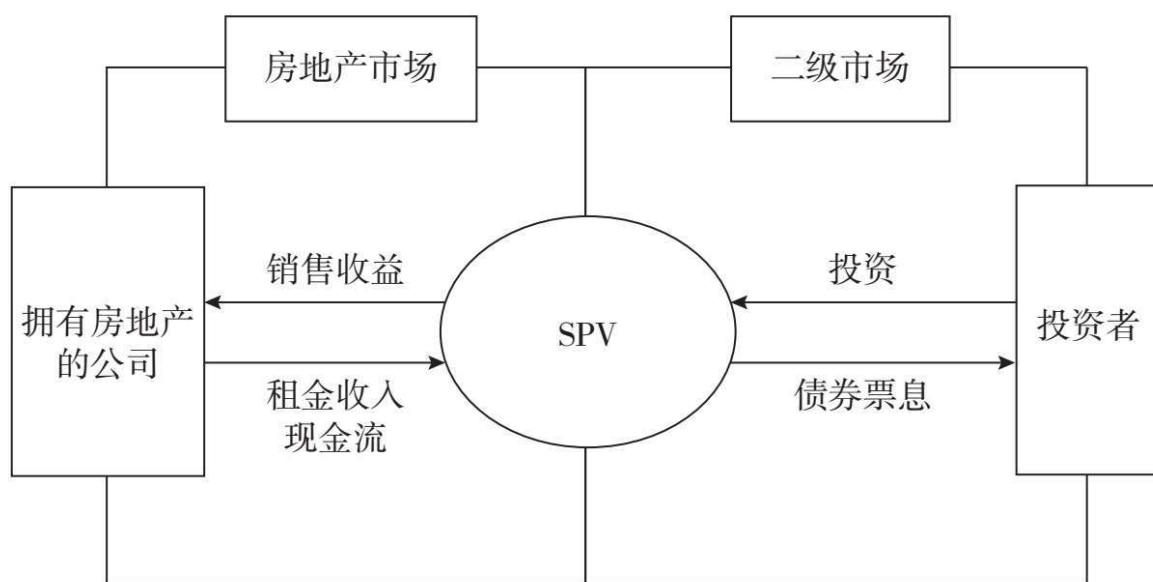 房地产市场
二级市场
销售收益
投资
拥有房地产
的公司
SPV
投资者
租金收入
现金流
债券票息